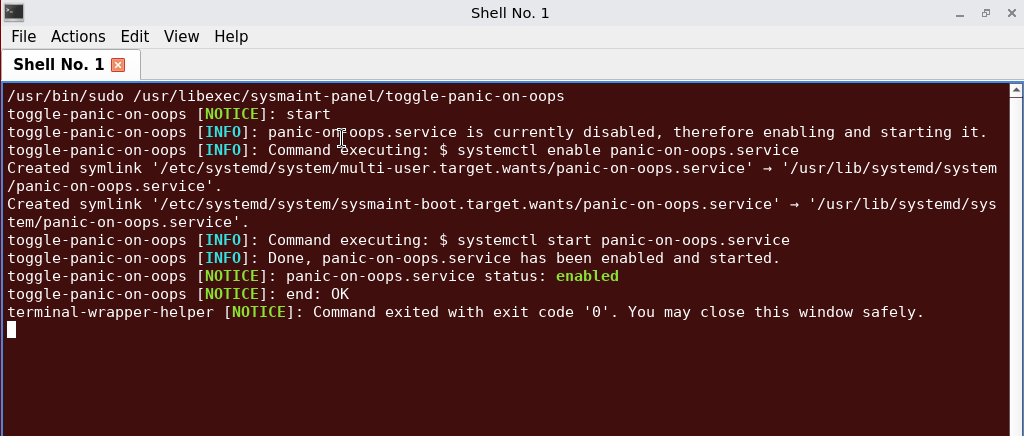 Shell No. 1
File Actions Edit View Help
Shell No. 1
/usr/bin/sudo /usr/libexec/sysmaint-panel/toggle-panic-on-oops
toggle-panic-on-oops [NOTICE]: start
toggle-panic-on-oops [INFO]: panic-on-oops.service is currently disabled, therefore enabling and starting it.
toggle-panic-on-oops [INFO]: Command executing: $ systemctl enable panic-on-oops.service
Created symlink '/etc/systemd/system/multi-user.target.wants/panic-on-oops.service' → '/usr/lib/systemd/system
/panic-on-oops.service'.
Created symlink '/etc/systemd/system/sysmaint-boot.target.wants/panic-on-oops.service' → '/usr/lib/systemd/sys
tem/panic-on-oops.service'.
toggle-panic-on-oops [INFO]: Command executing: $ systemctl start panic-on-oops.service
toggle-panic-on-oops [INFO]: Done, panic-on-oops.service has been enabled and started.
toggle-panic-on-oops [NOTICE]: panic-on-oops.service status: enabled
toggle-panic-on-oops [NOTICE]: end: OK
terminal-wrapper-helper [NOTICE]: Command exited with exit code '0'. You may close this window safely.